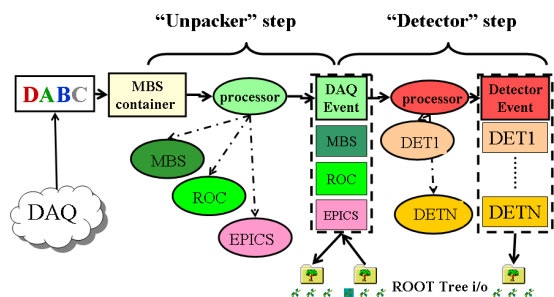 “Unpacker” step
“Detector” step
DABC
MBS
container
processor
DAQ
Event
processor
Detector
Event
MBS
ROC
EPICS
MBS
ROC
EPICS
DET1
DETN
DET1
DETN
DAQ
ROOT Tree i/o